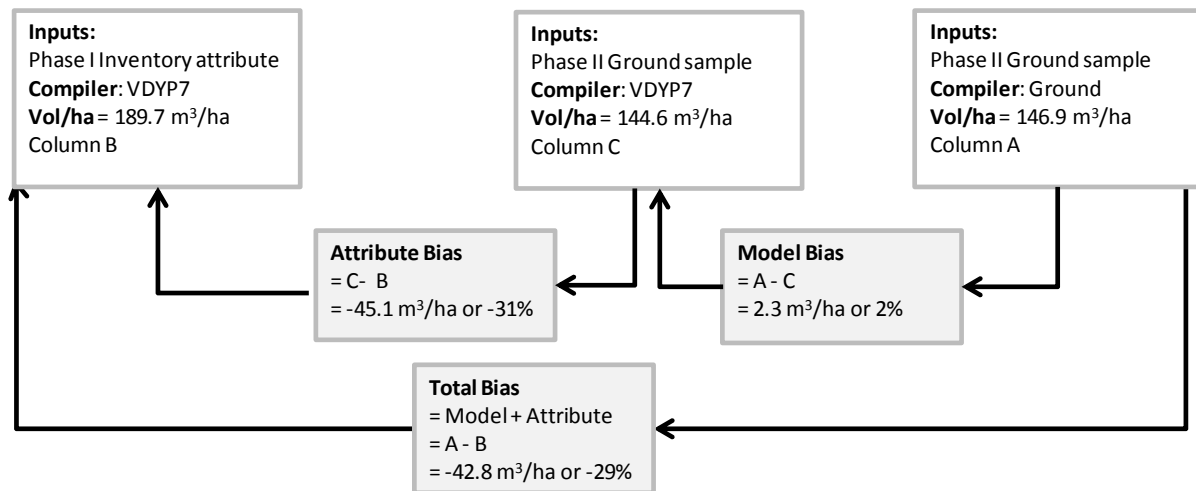 Inputs:
Phase I Inventory attribute
Compiler: VDYP7
Vol/ha = 189.7 m³/ha
Column B
Inputs:
Phase II Ground sample
Compiler: VDYP7
Vol/ha = 144.6 m³/ha
Column C
Inputs:
Phase II Ground sample
Compiler: Ground
Vol/ha = 146.9 m³/ha
Column A
Attribute Bias
= C- B
= -45.1 m³/ha or -31%
Model Bias
= A - C
= 2.3 m³/ha or 2%
Total Bias
= Model + Attribute
= A - B
= -42.8 m³/ha or -29%